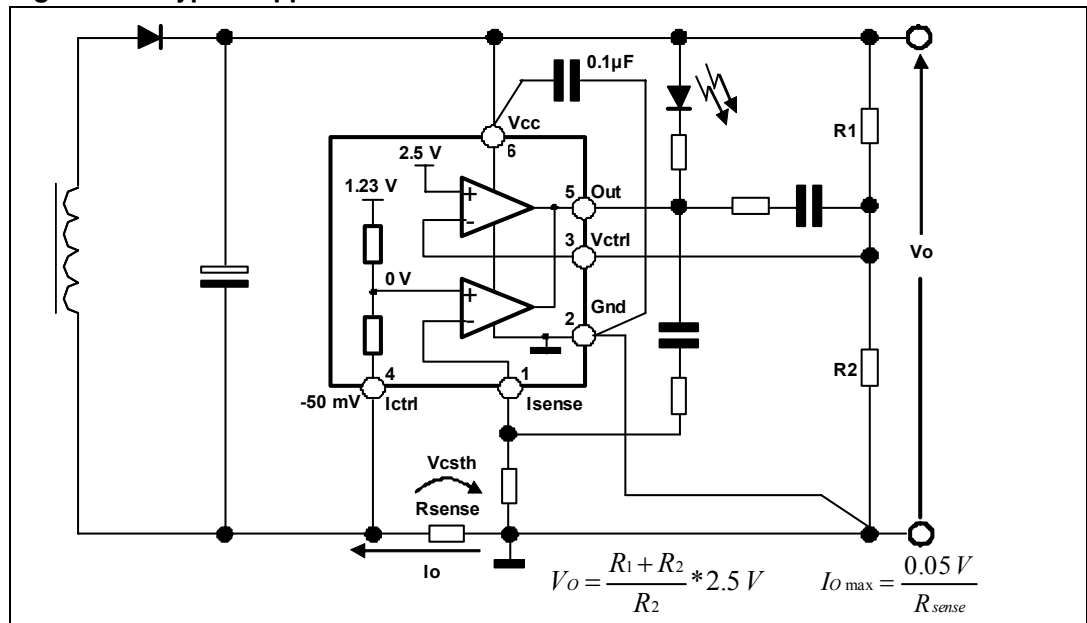 0.1µF
Vcc
6
2.5 V
1.23 V
R1
5 Out
3 Vctrl
Vo
0 V
Gnd
2
R2
4
1
-50 mV
Ictrl
Isense
Vcsth
Rsense
Io
VO = R1 + R2 / R2 * 2.5 V
IO max = 0.05 V / Rsense